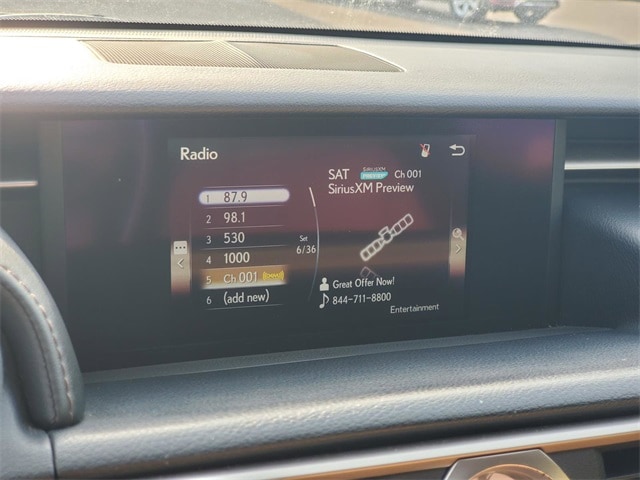 Radio
SAT SIRIUSXM PREVIEW Ch 001
SiriusXM Preview
1 87.9
2 98.1
3 530
4 1000
5 Ch 001
6 (add new)
Set
6/36
Great Offer Now!
844-711-8800
Entertainment